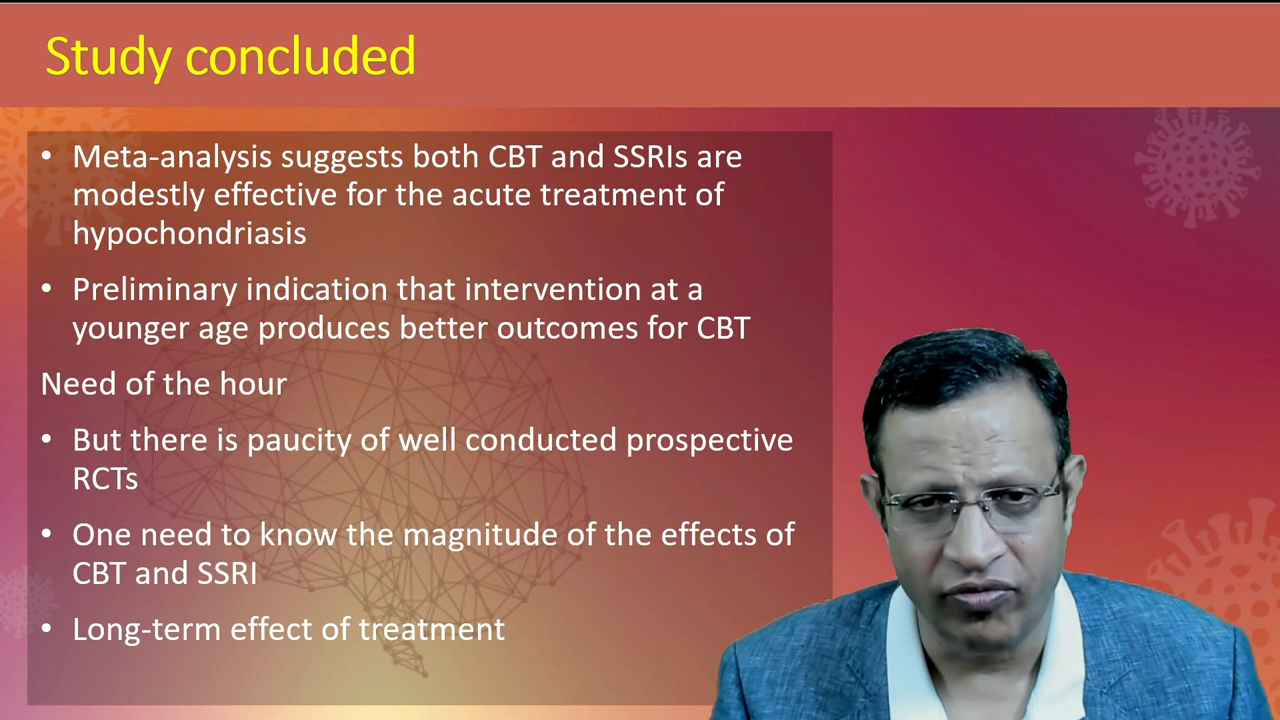 Study concluded
• Meta-analysis suggests both CBT and SSRIs are
modestly effective for the acute treatment of
hypochondriasis
• Preliminary indication that intervention at a
younger age produces better outcomes for CBT
Need of the hour
• But there is paucity of well conducted prospective
RCTs
• One need to know the magnitude of the effects of
CBT and SSRI
• Long-term effect of treatment